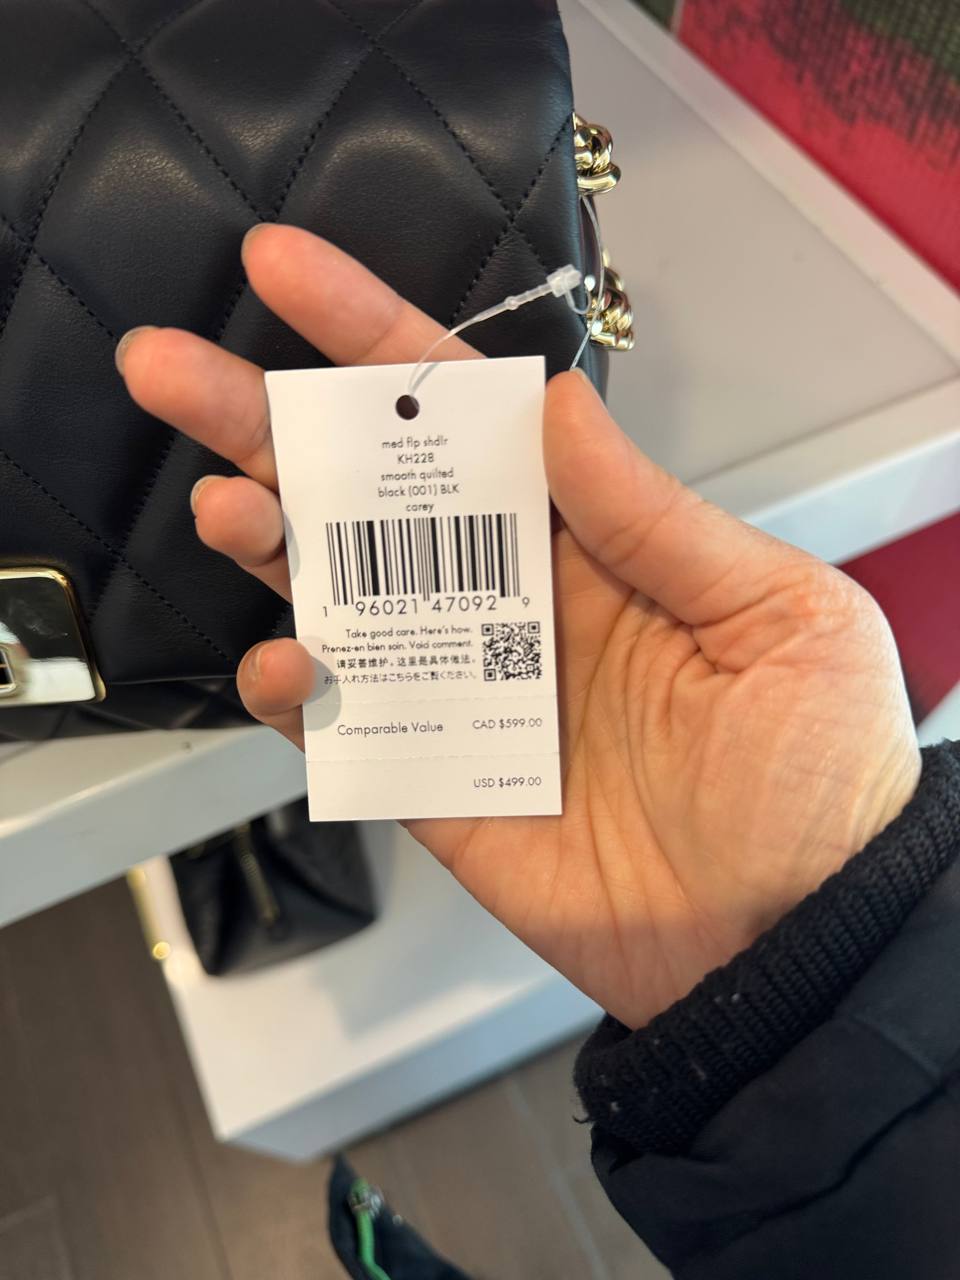 med flp shdlr
KH228
smooth quilted
black (001) BLK
carey
1 96021 47092 9
Take good care. Here's how.
Prenez-en bien soin. Voici comment.
请妥善维护。这里是具体做法。
お手入れ方法はこちらをご覧ください。
Comparable Value CAD $599.00
USD $499.00